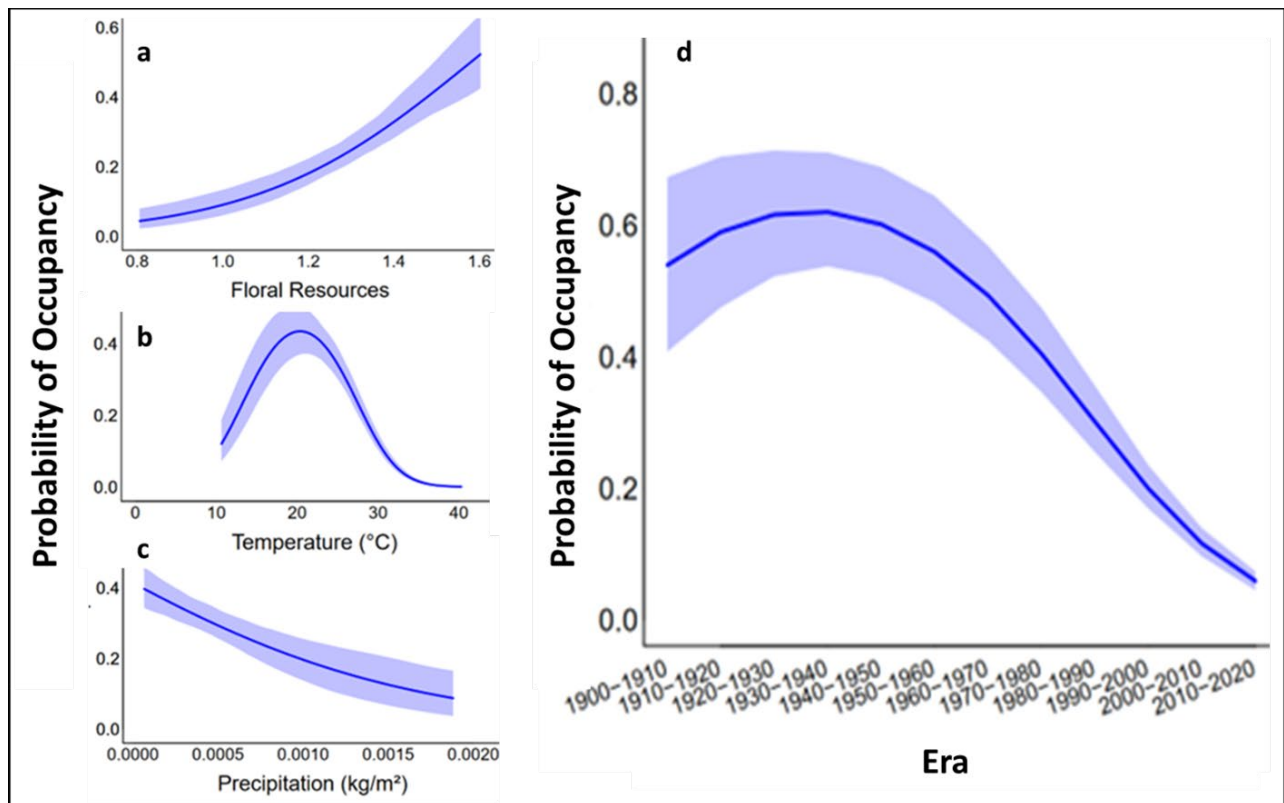 Probability of Occupancy
a
0.6
0.4
0.2
0.0
0.8 1.0 1.2 1.4 1.6
Floral Resources
b
0.4
0.2
0.0
0 10 20 30 40
Temperature (°C)
c
0.4
0.2
0.0
0.0000 0.0005 0.0010 0.0015 0.0020
Precipitation (kg/m²)
Probability of Occupancy
d
0.8
0.6
0.4
0.2
0.0
1900–1910
1910–1920
1920–1930
1930–1940
1940–1950
1950–1960
1960–1970
1970–1980
1980–1990
1990–2000
2000–2010
2010–2020
Era